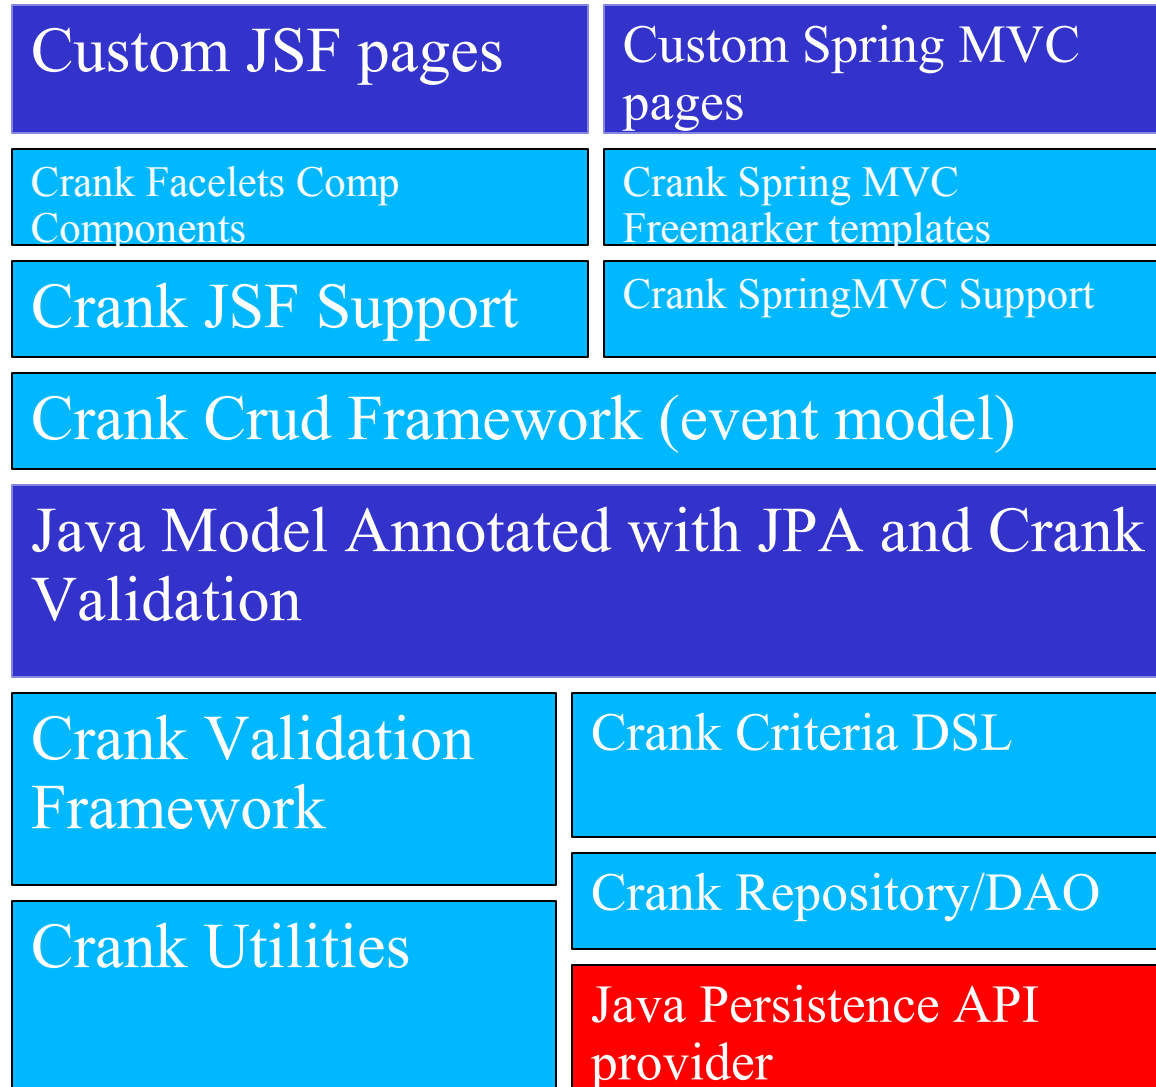 Custom JSF pages
Custom Spring MVC
pages
Crank Facelets Comp
Components
Crank Spring MVC
Freemarker templates
Crank JSF Support
Crank SpringMVC Support
Crank Crud Framework (event model)
Java Model Annotated with JPA and Crank
Validation
Crank Validation
Framework
Crank Criteria DSL
Crank Repository/DAO
Crank Utilities
Java Persistence API
provider